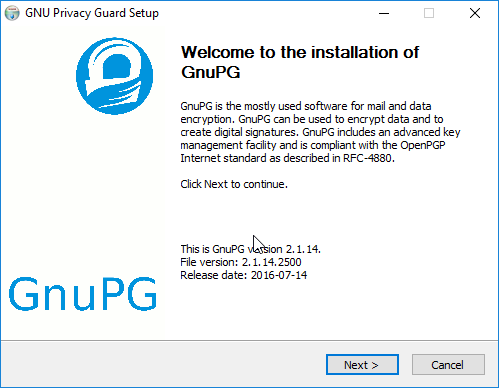 GNU Privacy Guard Setup
Welcome to the installation of
GnuPG
GnuPG is the mostly used software for mail and data
encryption. GnuPG can be used to encrypt data and to
create digital signatures. GnuPG includes an advanced key
management facility and is compliant with the OpenPGP
Internet standard as described in RFC-4880.
Click Next to continue.
This is GnuPG version 2.1.14.
File version: 2.1.14.2500
Release date: 2016-07-14
GnuPG
Next >
Cancel